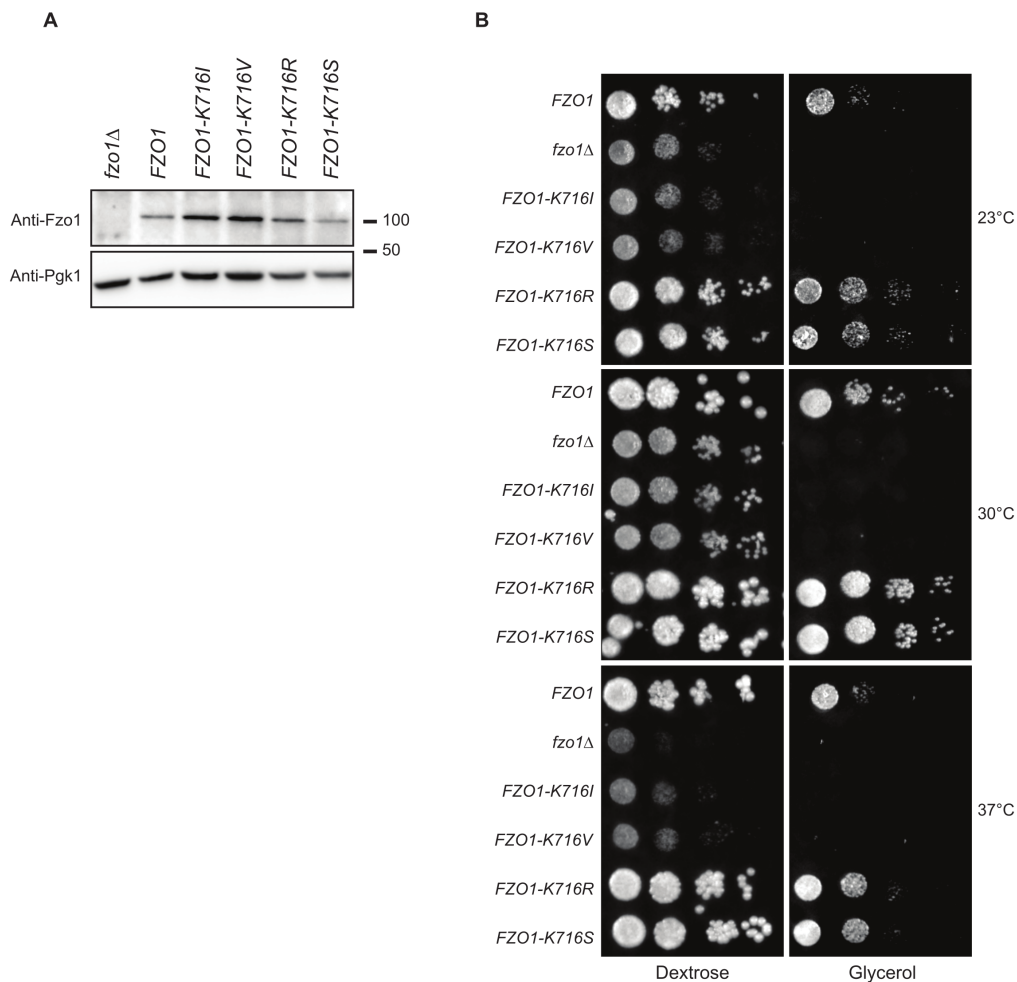 A
fzo1Δ
FZO1
FZO1-K716I
FZO1-K716V
FZO1-K716R
FZO1-K716S
Anti-Fzo1
100
50
Anti-Pgk1
B
FZO1
fzo1Δ
FZO1-K716I
FZO1-K716V
FZO1-K716R
FZO1-K716S
23°C
FZO1
fzo1Δ
FZO1-K716I
FZO1-K716V
FZO1-K716R
FZO1-K716S
30°C
FZO1
fzo1Δ
FZO1-K716I
FZO1-K716V
FZO1-K716R
FZO1-K716S
37°C
Dextrose
Glycerol